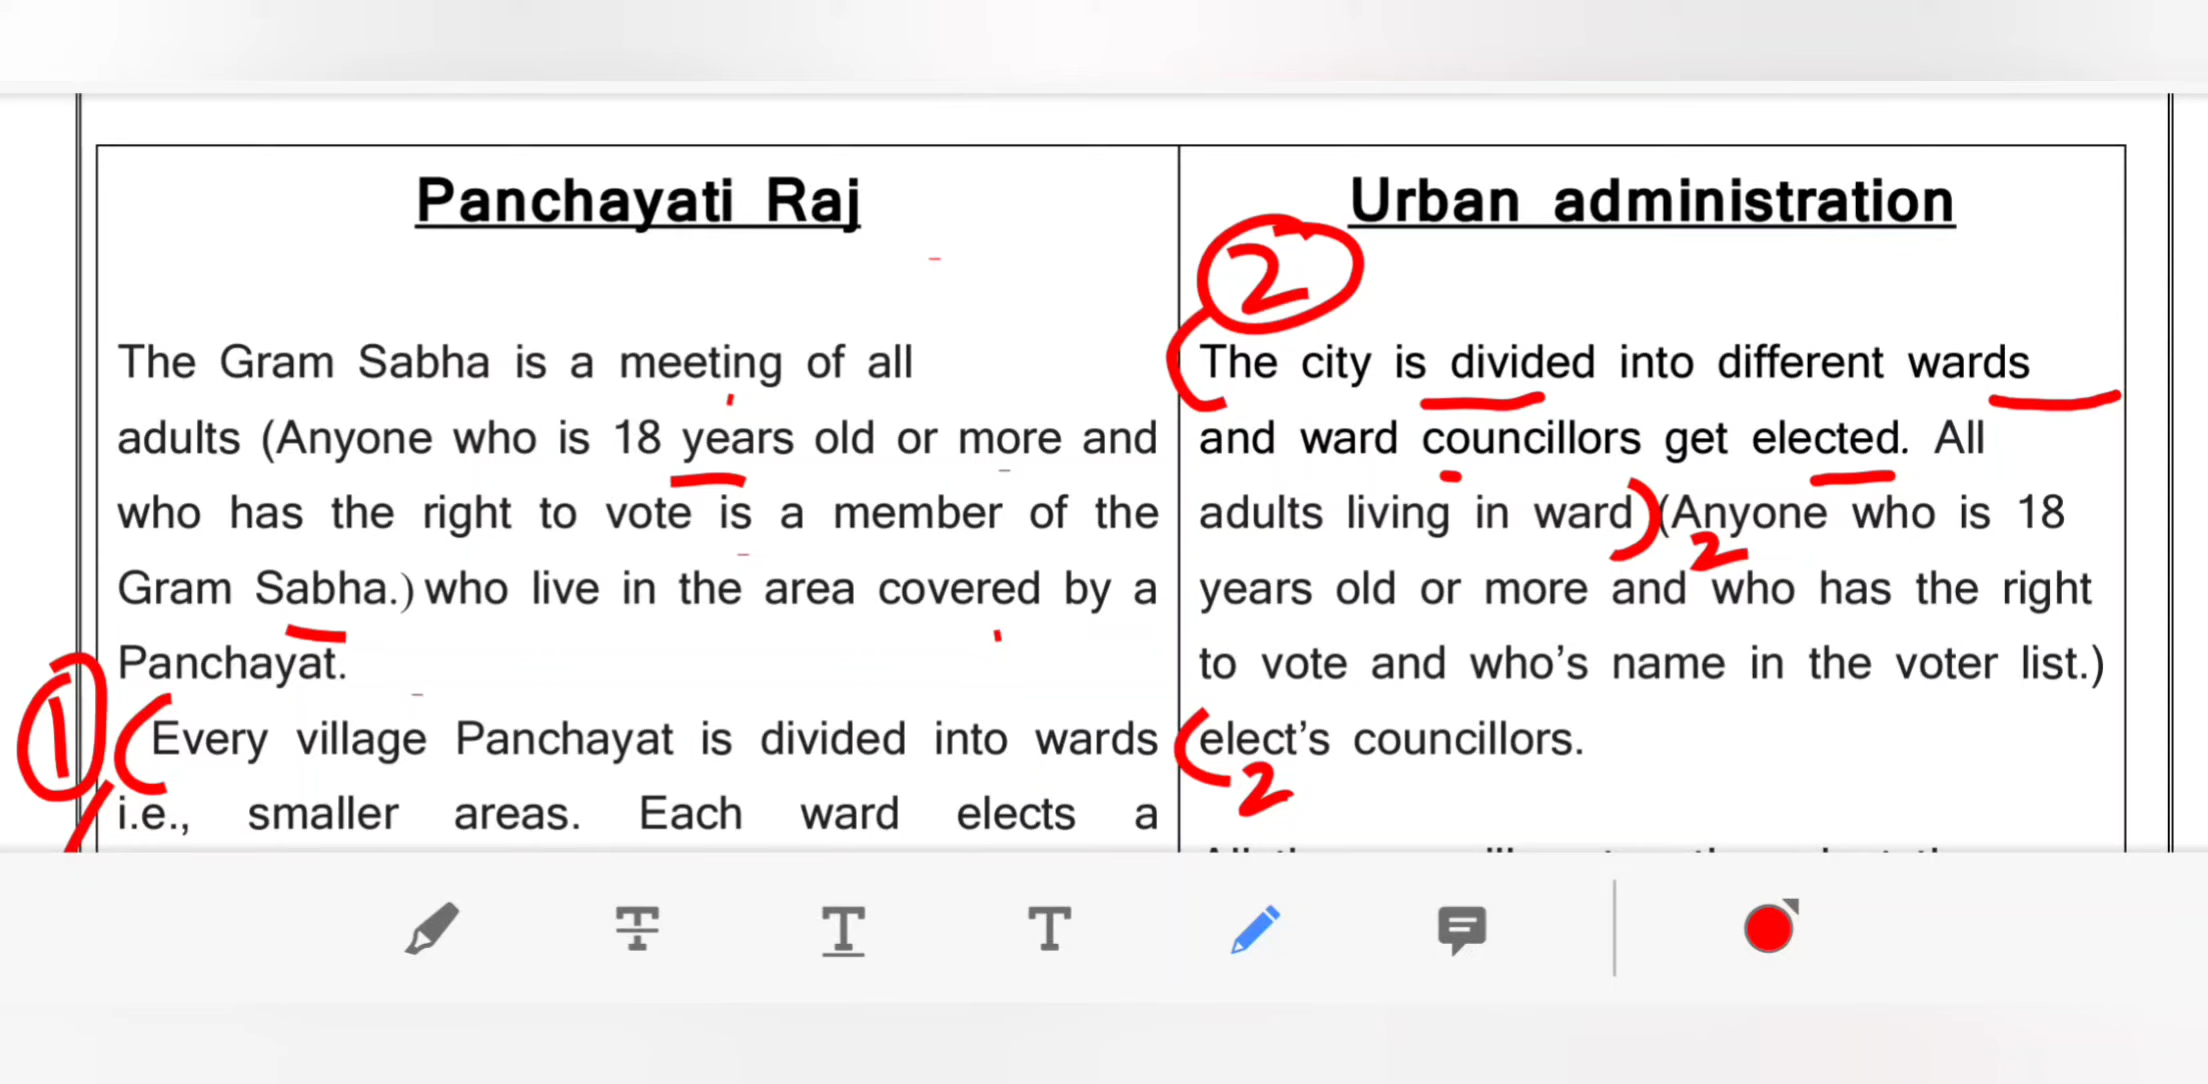 Panchayati Raj
The Gram Sabha is a meeting of all
adults (Anyone who is 18 years old or more and
who has the right to vote is a member of the
Gram Sabha.) who live in the area covered by a
Panchayat.
1
Every village Panchayat is divided into wards
i.e., smaller areas. Each ward elects a
Urban administration
2
The city is divided into different wards
and ward councillors get elected. All
adults living in ward (Anyone who is 18
2
years old or more and who has the right
to vote and who's name in the voter list.)
elect's councillors.
2